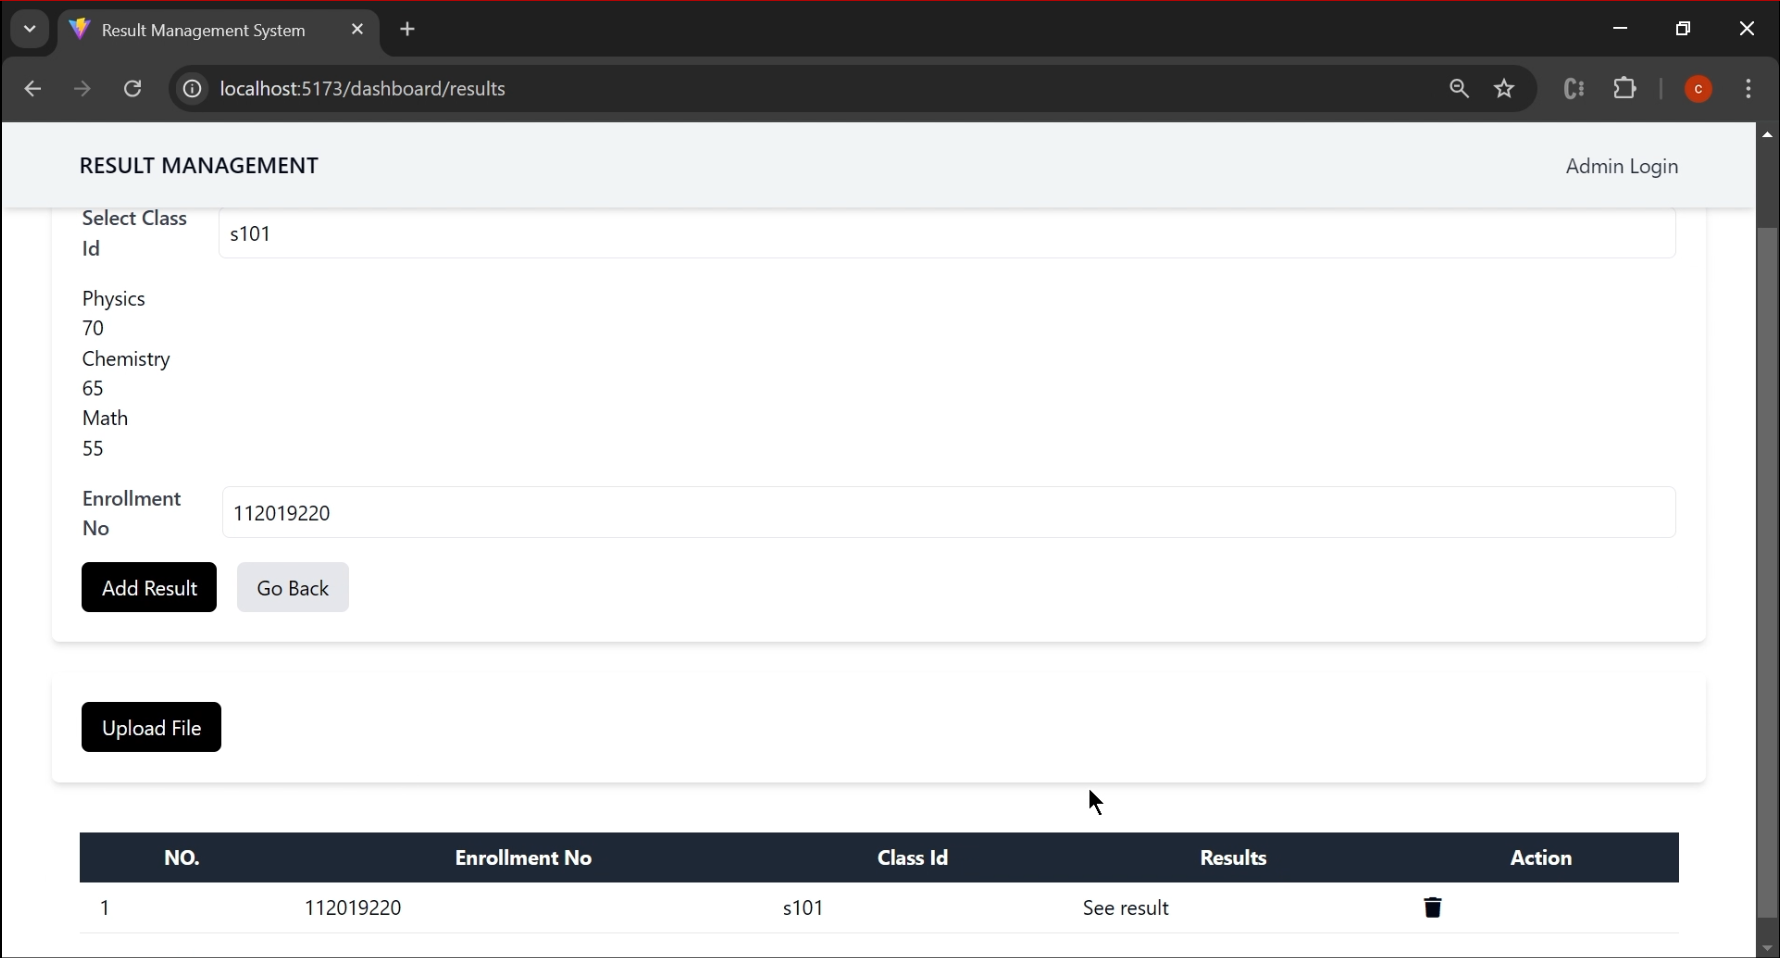 Result Management System
localhost:5173/dashboard/results
c
RESULT MANAGEMENT
Admin Login
Select Class
Id
s101
Physics
70
Chemistry
65
Math
55
Enrollment
No
112019220
Add Result
Go Back
Upload File
NO. Enrollment No Class Id Results Action
1 112019220 s101 See result